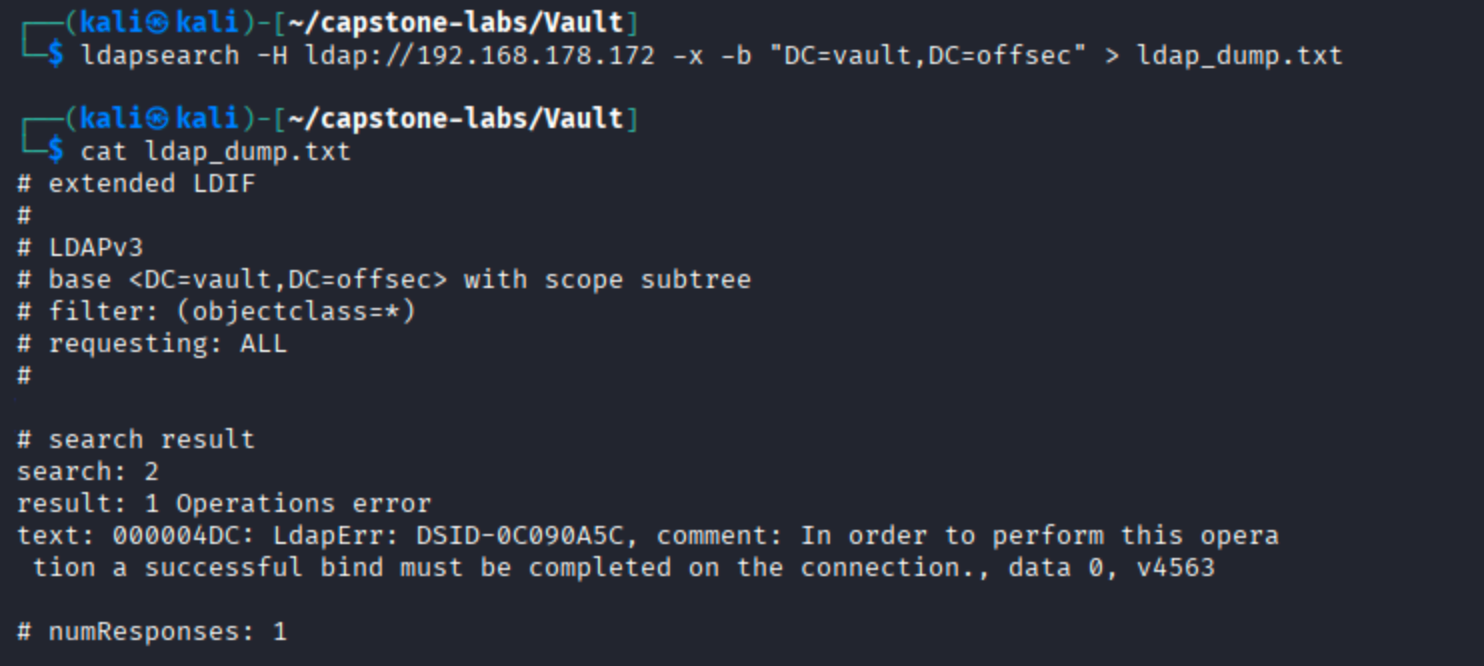 ┌──(kali㉿kali)-[~/capstone-labs/Vault]
└─$ ldapsearch -H ldap://192.168.178.172 -x -b "DC=vault,DC=offsec" > ldap_dump.txt
┌──(kali㉿kali)-[~/capstone-labs/Vault]
└─$ cat ldap_dump.txt
# extended LDIF
#
# LDAPv3
# base <DC=vault,DC=offsec> with scope subtree
# filter: (objectclass=*)
# requesting: ALL
#
# search result
search: 2
result: 1 Operations error
text: 000004DC: LdapErr: DSID-0C090A5C, comment: In order to perform this opera
 tion a successful bind must be completed on the connection., data 0, v4563
# numResponses: 1